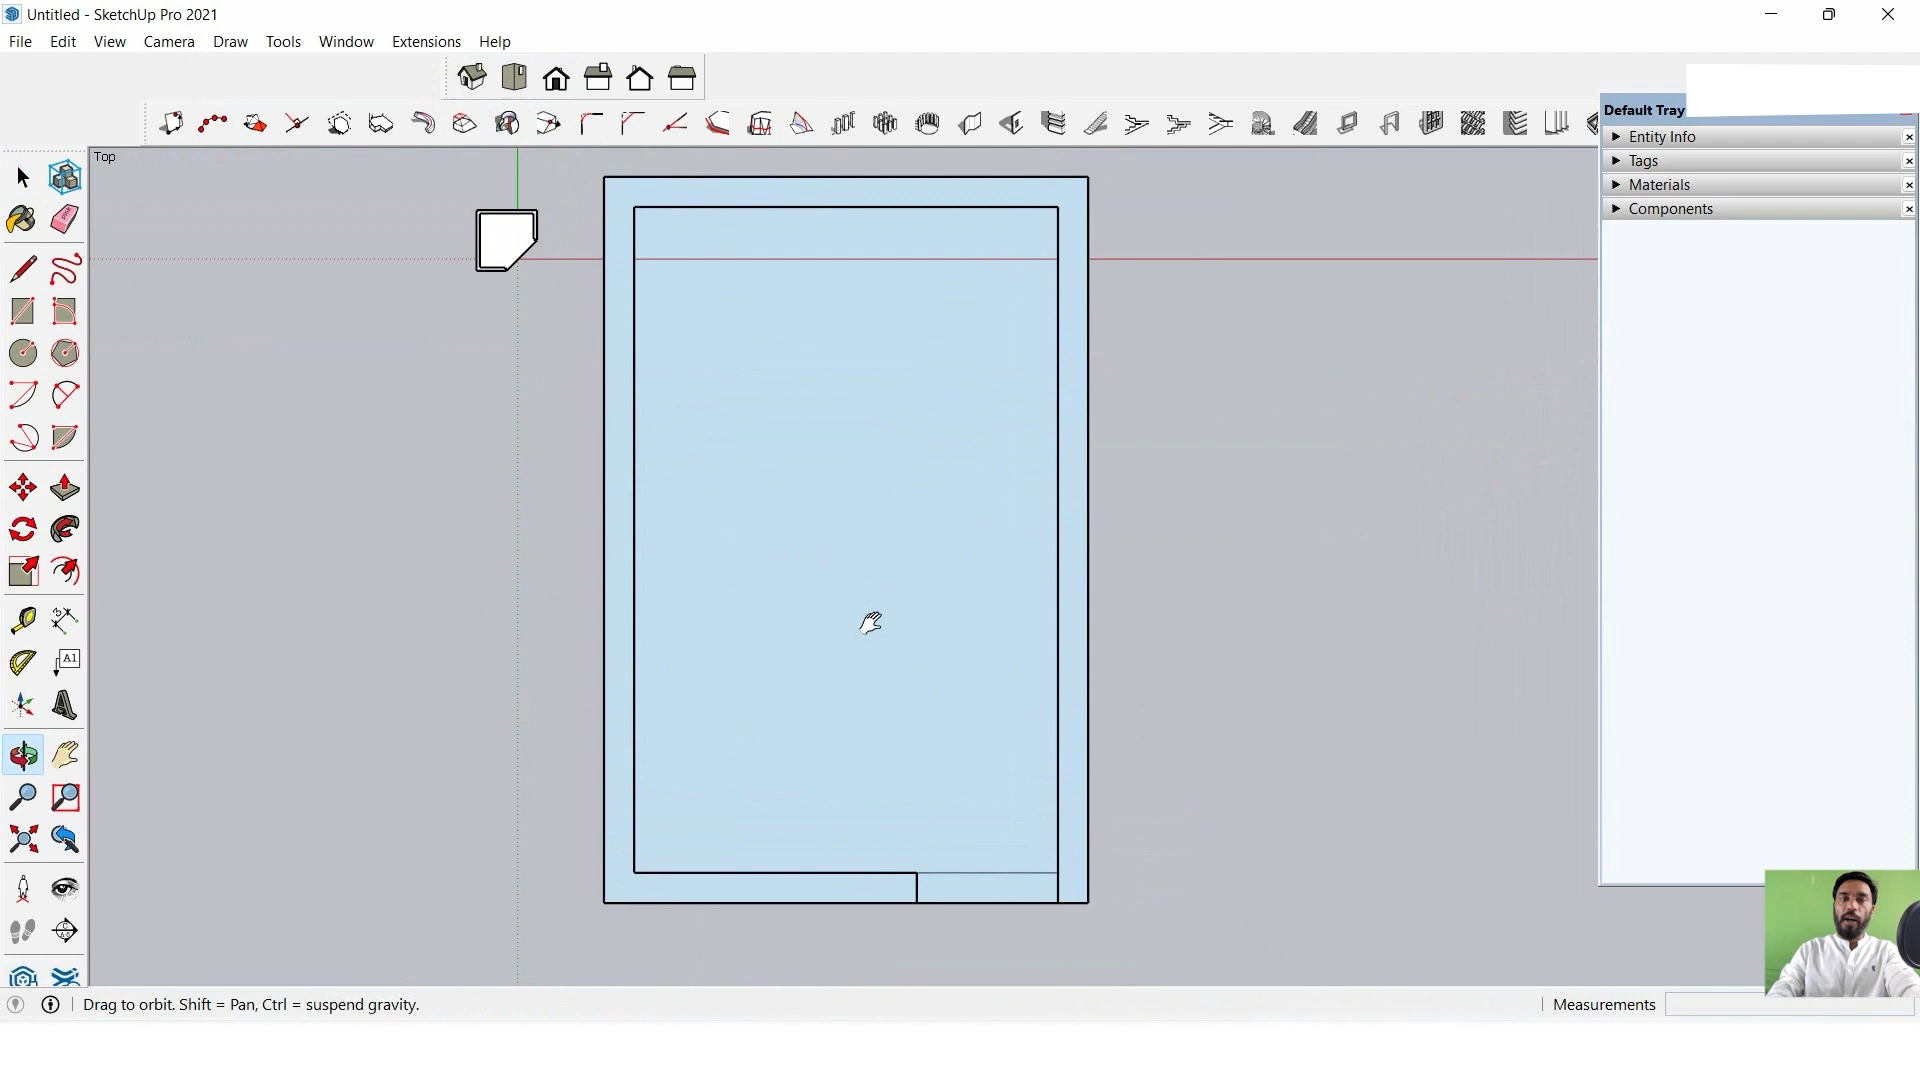 Untitled - SketchUp Pro 2021
File Edit View Camera Draw Tools Window Extensions Help
Default Tray
Top
Entity Info
Tags
Materials
Components
A1
Drag to orbit. Shift = Pan, Ctrl = suspend gravity.
Measurements